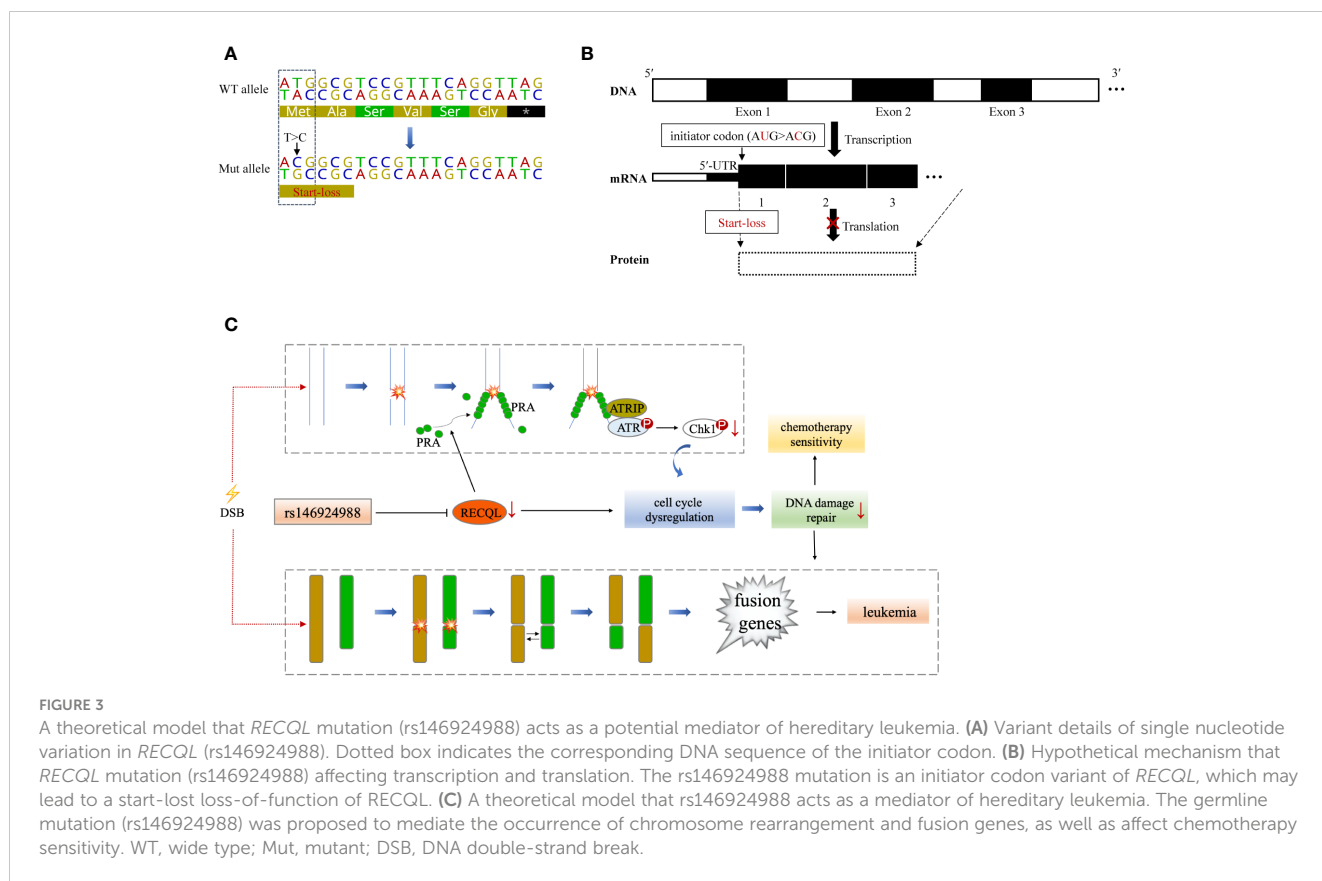 A
WT allele
ATGGCGTCCGTTTCAGGTTAG
TACCGCAGGCAAAGTCCAATC
Met Ala Ser Val Ser Gly *
T>C
Mut allele
ACGGCGTCCGTTTCAGGTTAG
TGCCGCAGGCAAAGTCCAATC
Start-loss
B
5′ 3′
DNA ...
Exon 1 Exon 2 Exon 3
initiator codon (AUG>ACG) Transcription
5′-UTR
mRNA ...
1 2 3
Start-loss Translation
Protein
C
PRA
PRA
ATRIP
ATR P
Chk1 P
chemotherapy
sensitivity
DSB
rs146924988
RECQL
cell cycle
dysregulation
DNA damage
repair
fusion
genes
leukemia
FIGURE 3
A theoretical model that RECQL mutation (rs146924988) acts as a potential mediator of hereditary leukemia. (A) Variant details of single nucleotide
variation in RECQL (rs146924988). Dotted box indicates the corresponding DNA sequence of the initiator codon. (B) Hypothetical mechanism that
RECQL mutation (rs146924988) affecting transcription and translation. The rs146924988 mutation is an initiator codon variant of RECQL, which may
lead to a start-lost loss-of-function of RECQL. (C) A theoretical model that rs146924988 acts as a mediator of hereditary leukemia. The germline
mutation (rs146924988) was proposed to mediate the occurrence of chromosome rearrangement and fusion genes, as well as affect chemotherapy
sensitivity. WT, wide type; Mut, mutant; DSB, DNA double-strand break.